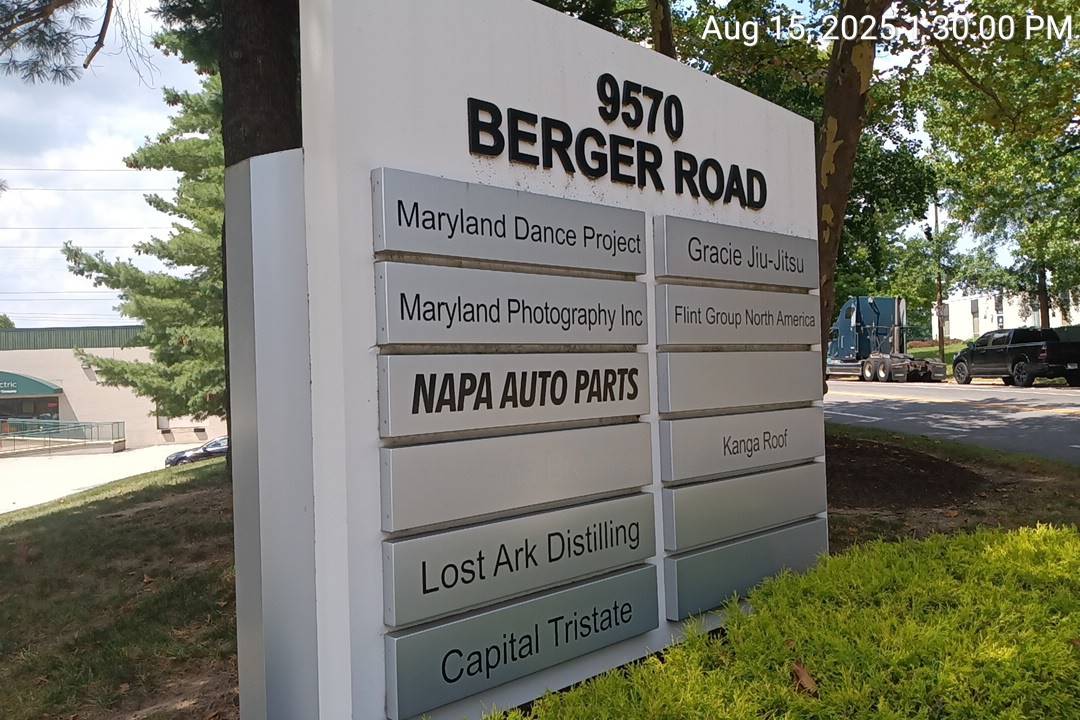 Aug 15, 2025 1:30:00 PM
9570
BERGER ROAD
Maryland Dance Project
Maryland Photography Inc
NAPA AUTO PARTS
Lost Ark Distilling
Capital Tristate
Gracie Jiu-Jitsu
Flint Group North America
Kanga Roof